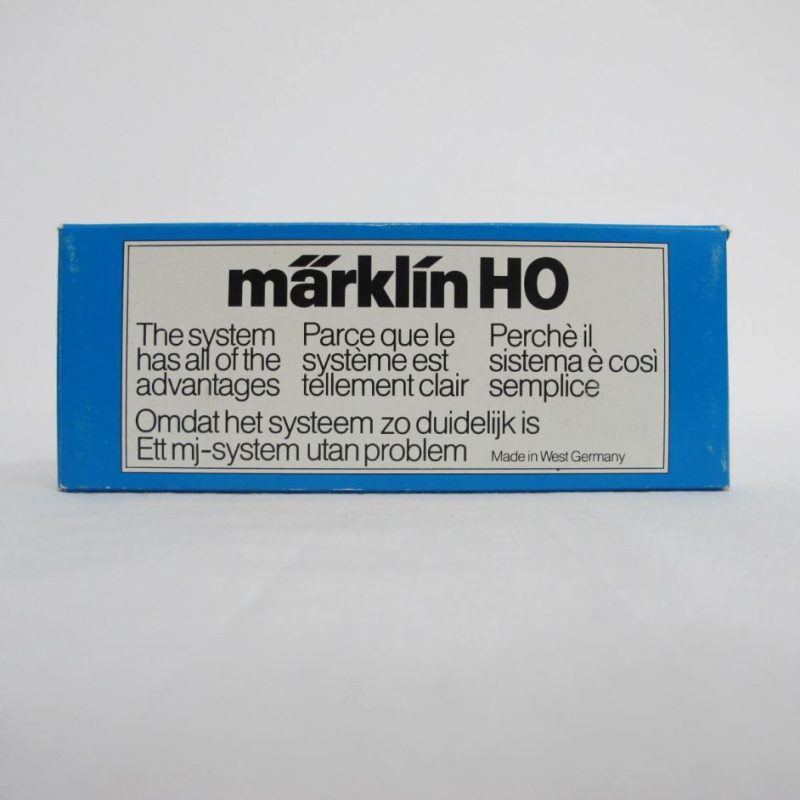 märklin HO
The system
has all of the
advantages
Parce que le
système est
tellement clair
Perchè il
sistema è così
semplice
Omdat het systeem zo duidelijk is
Ett mj-system utan problem
Made in West Germany